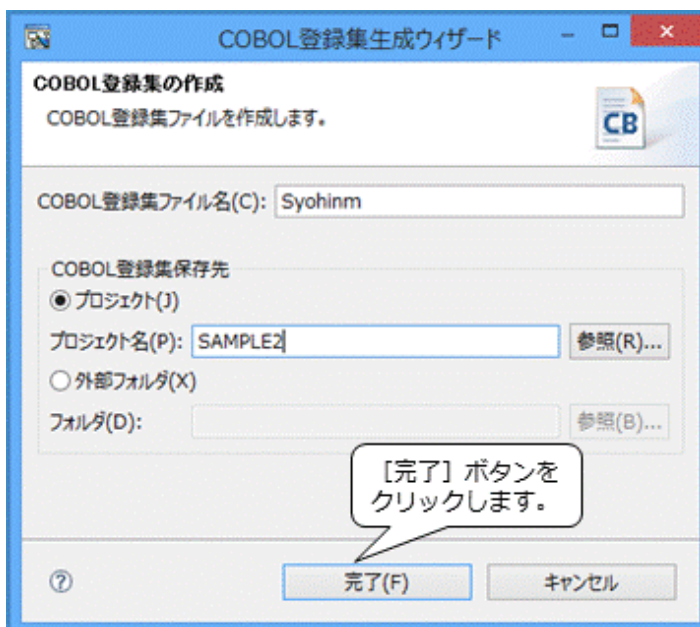 COBOL登録集生成ウィザード
COBOL登録集の作成
COBOL登録集ファイルを作成します。
CB
COBOL登録集ファイル名(C): Syohinm
COBOL登録集保存先
プロジェクト(J)
プロジェクト名(P): SAMPLE2 参照(R)...
外部フォルダ(X)
フォルダ(D): 参照(B)...
［完了］ボタンを
クリックします。
完了(F) キャンセル